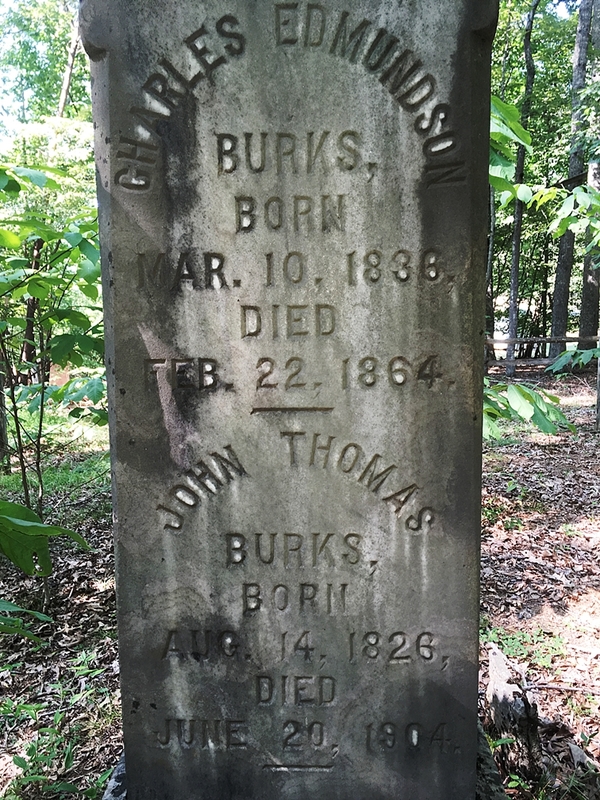 CHARLES EDMUNDSON
BURKS,
BORN
MAR. 10, 1836,
DIED
FEB. 22, 1864.
JOHN THOMAS
BURKS,
BORN
AUG. 14, 1826,
DIED
JUNE 20, 1904.